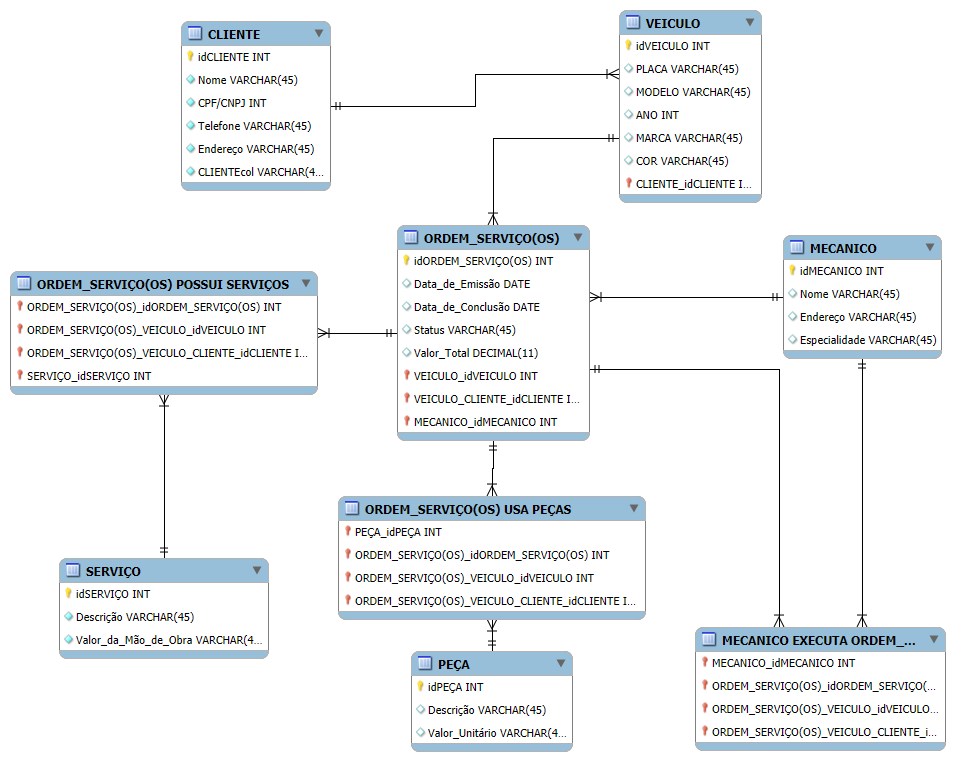 CLIENTE
idCLIENTE INT
Nome VARCHAR(45)
CPF/CNPJ INT
Telefone VARCHAR(45)
Endereço VARCHAR(45)
CLIENTEcol VARCHAR(4...
VEICULO
idVEICULO INT
PLACA VARCHAR(45)
MODELO VARCHAR(45)
ANO INT
MARCA VARCHAR(45)
COR VARCHAR(45)
CLIENTE_idCLIENTE I...
ORDEM_SERVIÇO(OS)
idORDEM_SERVIÇO(OS) INT
Data_de_Emissão DATE
Data_de_Conclusão DATE
Status VARCHAR(45)
Valor_Total DECIMAL(11)
VEICULO_idVEICULO INT
VEICULO_CLIENTE_idCLIENTE I...
MECANICO_idMECANICO INT
MECANICO
idMECANICO INT
Nome VARCHAR(45)
Endereço VARCHAR(45)
Especialidade VARCHAR(45)
ORDEM_SERVIÇO(OS) POSSUI SERVIÇOS
ORDEM_SERVIÇO(OS)_idORDEM_SERVIÇO(OS) INT
ORDEM_SERVIÇO(OS)_VEICULO_idVEICULO INT
ORDEM_SERVIÇO(OS)_VEICULO_CLIENTE_idCLIENTE I...
SERVIÇO_idSERVIÇO INT
ORDEM_SERVIÇO(OS) USA PEÇAS
PEÇA_idPEÇA INT
ORDEM_SERVIÇO(OS)_idORDEM_SERVIÇO(OS) INT
ORDEM_SERVIÇO(OS)_VEICULO_idVEICULO INT
ORDEM_SERVIÇO(OS)_VEICULO_CLIENTE_idCLIENTE I...
SERVIÇO
idSERVIÇO INT
Descrição VARCHAR(45)
Valor_da_Mão_de_Obra VARCHAR(4...
PEÇA
idPEÇA INT
Descrição VARCHAR(45)
Valor_Unitário VARCHAR(4...
MECANICO EXECUTA ORDEM_...
MECANICO_idMECANICO INT
ORDEM_SERVIÇO(OS)_idORDEM_SERVIÇO(...
ORDEM_SERVIÇO(OS)_VEICULO_idVEICULO...
ORDEM_SERVIÇO(OS)_VEICULO_CLIENTE_i...